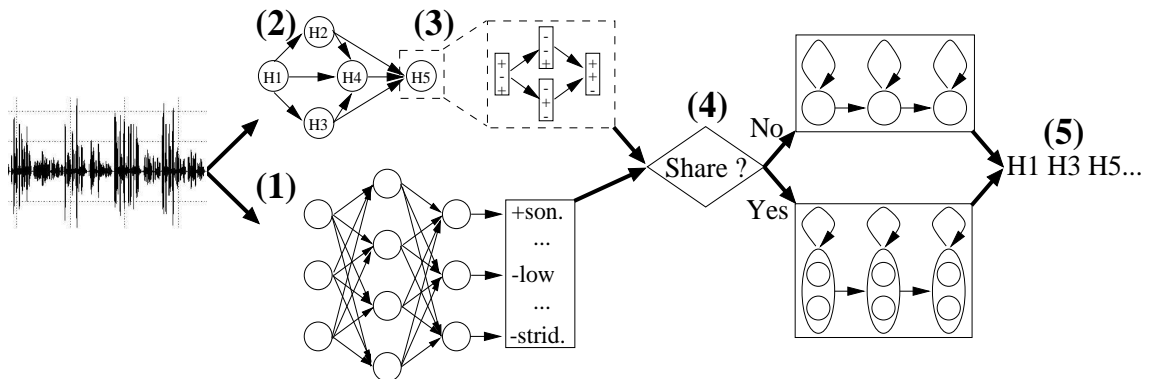 (2)
H2
H1
H4
H3
(3)
H5
+
-
+
-
-
+
-
+
-
+
+
-
(1)
+son.
...
-low
...
-strid.
(4)
Share ?
No
Yes
(5)
H1 H3 H5...